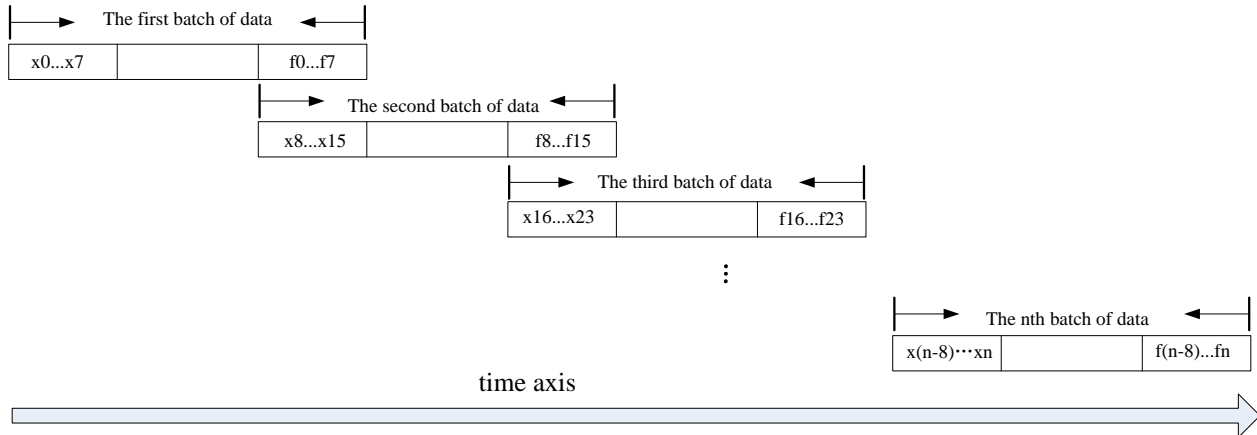 The first batch of data
x0...x7
f0...f7
The second batch of data
x8...x15
f8...f15
The third batch of data
x16...x23
f16...f23
⋮
The nth batch of data
x(n-8)···xn
f(n-8)...fn
time axis